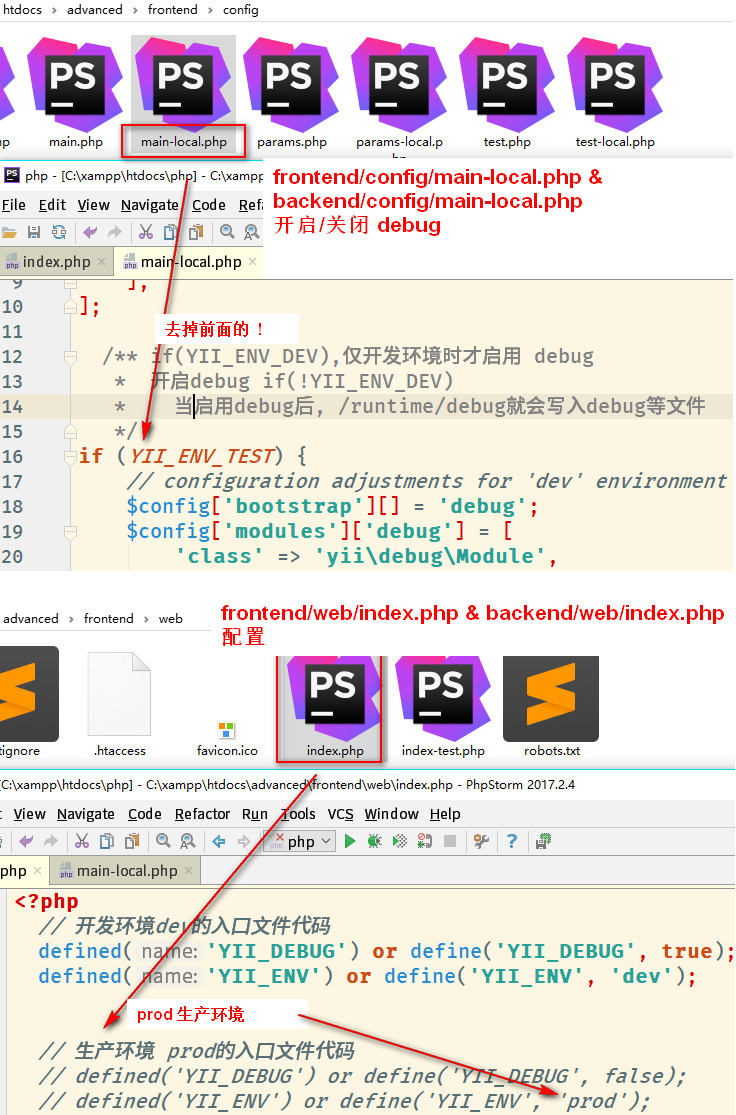 htdocs > advanced > frontend > config
PS PS PS PS PS PS
main.php main-local.php params.php params-local.p test.php test-local.php
PS php - [C:\xampp\htdocs\php] - C:\xampp
frontend/config/main-local.php &
backend/config/main-local.php
开启/关闭 debug
File Edit View Navigate Code Ref
index.php × main-local.php ×
9 ],
10 ];
11
去掉前面的！
12 /** if(YII_ENV_DEV),仅开发环境时才启用 debug
13 * 开启debug if(!YII_ENV_DEV)
14 * 当启用debug后, /runtime/debug就会写入debug等文件
15 */
16 if (YII_ENV_TEST) {
17 // configuration adjustments for 'dev' environment
18 $config['bootstrap'][] = 'debug';
19 $config['modules']['debug'] = [
20 'class' => 'yii\debug\Module',
advanced > frontend > web
frontend/web/index.php & backend/web/index.php
配置
PS PS
tignore .htaccess favicon.ico index.php index-test.php robots.txt
[C:\xampp\htdocs\php] - C:\xampp\htdocs\advanced\frontend\web\index.php - PhpStorm 2017.2.4
View Navigate Code Refactor Run Tools VCS Window Help
php
php × main-local.php ×
<?php
// 开发环境dev的入口文件代码
defined( name: 'YII_DEBUG') or define('YII_DEBUG', true);
defined( name: 'YII_ENV') or define('YII_ENV', 'dev');
prod 生产环境
// 生产环境 prod的入口文件代码
// defined('YII_DEBUG') or define('YII_DEBUG', false);
// defined('YII_ENV') or define('YII_ENV', 'prod');